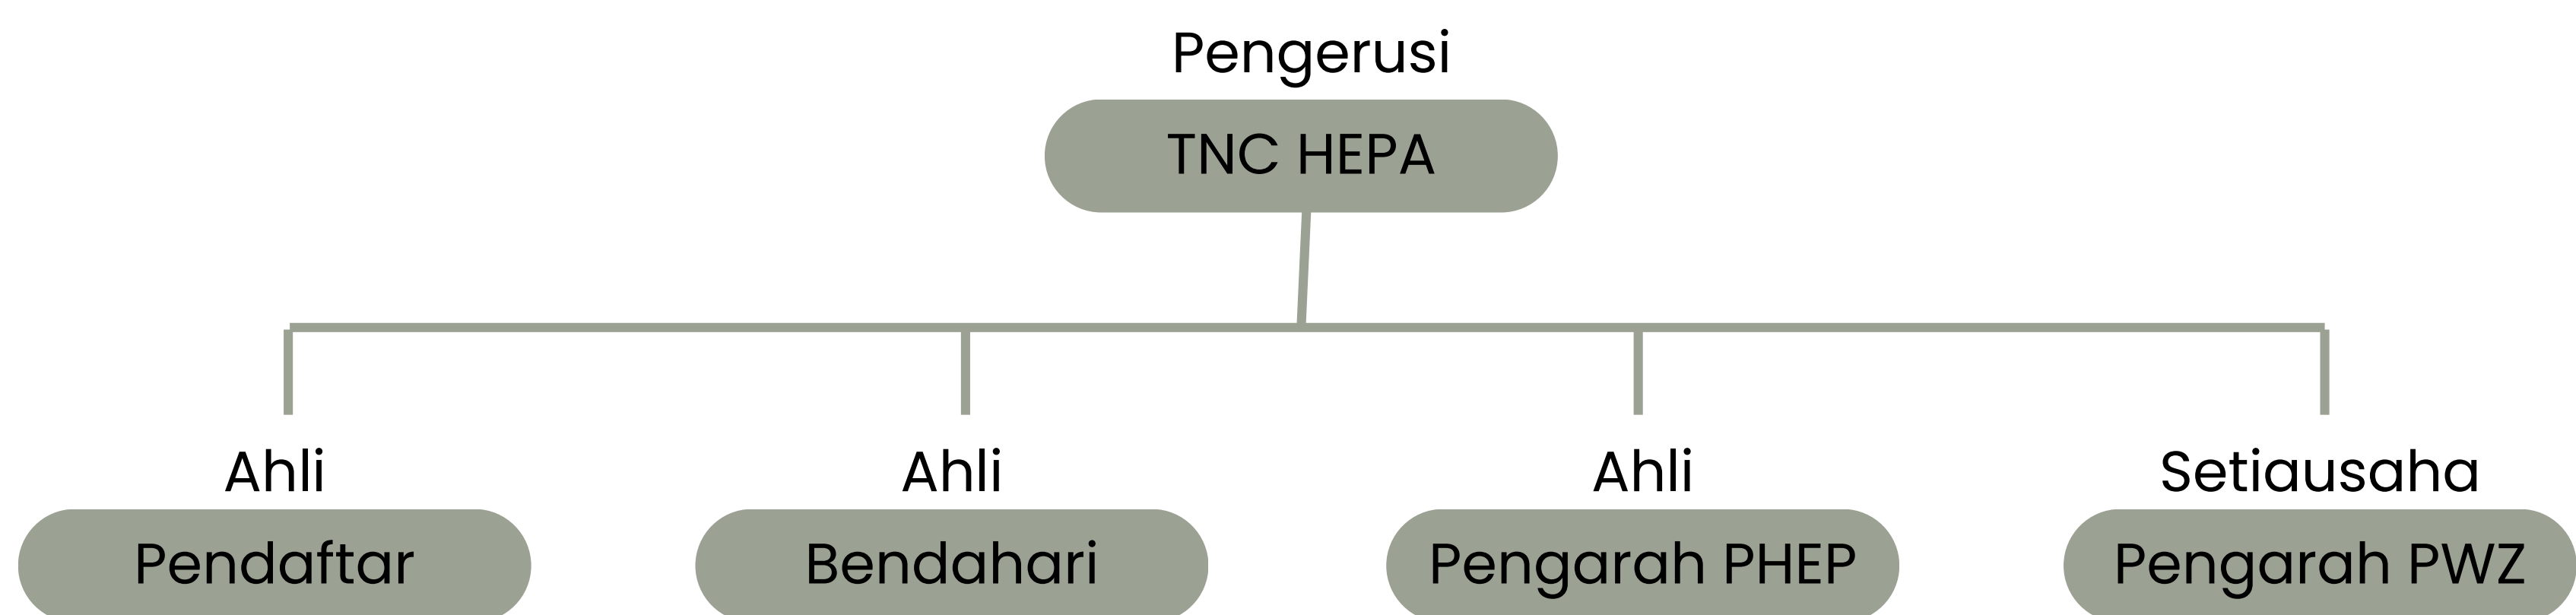 Pengerusi
TNC HEPA
Ahli
Pendaftar
Ahli
Bendahari
Ahli
Pengarah PHEP
Setiausaha
Pengarah PWZ